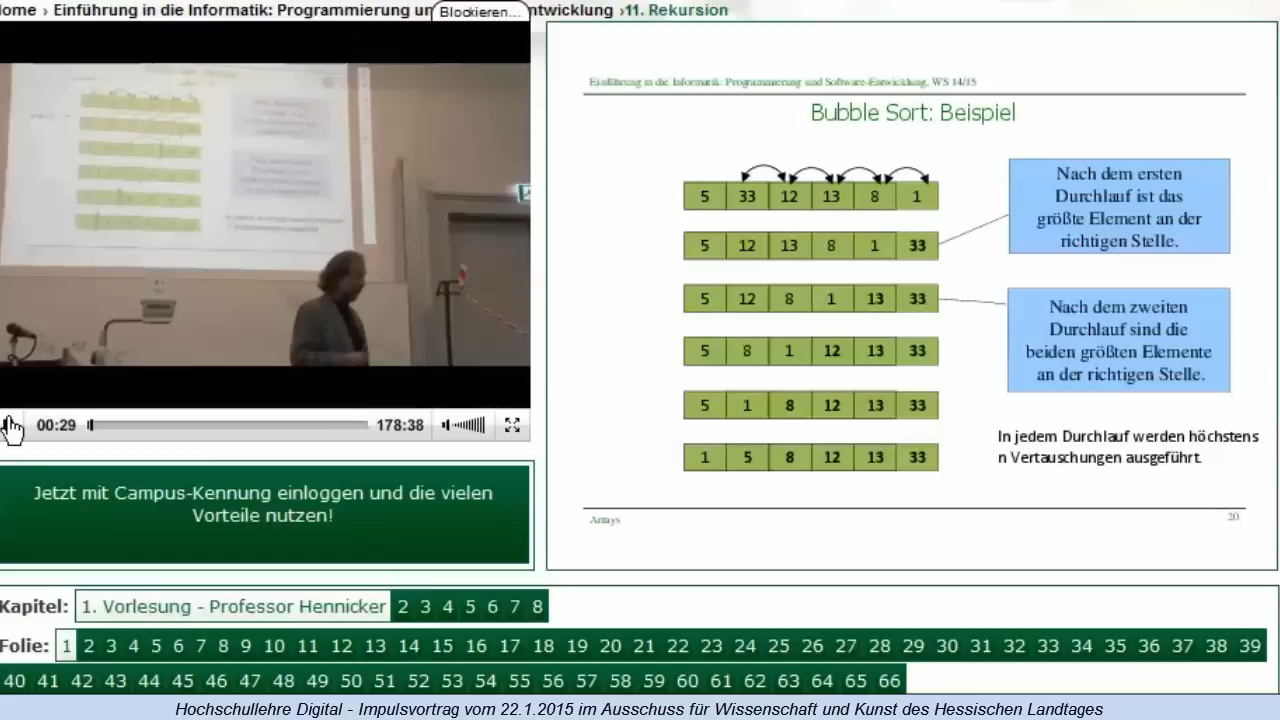 ome › Einführung in die Informatik: Programmierung un
Blockieren...
ntwicklung ›11. Rekursion
Einführung in die Informatik: Programmierung und Software-Entwicklung, WS 14/15
Bubble Sort: Beispiel
5 33 12 13 8 1
5 12 13 8 1 33
5 12 8 1 13 33
5 8 1 12 13 33
5 1 8 12 13 33
1 5 8 12 13 33
Nach dem ersten
Durchlauf ist das
größte Element an der
richtigen Stelle.
Nach dem zweiten
Durchlauf sind die
beiden größten Elemente
an der richtigen Stelle.
In jedem Durchlauf werden höchstens
n Vertauschungen ausgeführt.
Arrays
20
00:29
178:38
Jetzt mit Campus-Kennung einloggen und die vielen
Vorteile nutzen!
Kapitel: 1. Vorlesung - Professor Hennicker 2 3 4 5 6 7 8
Folie: 1 2 3 4 5 6 7 8 9 10 11 12 13 14 15 16 17 18 19 20 21 22 23 24 25 26 27 28 29 30 31 32 33 34 35 36 37 38 39
40 41 42 43 44 45 46 47 48 49 50 51 52 53 54 55 56 57 58 59 60 61 62 63 64 65 66
Hochschullehre Digital - Impulsvortrag vom 22.1.2015 im Ausschuss für Wissenschaft und Kunst des Hessischen Landtages